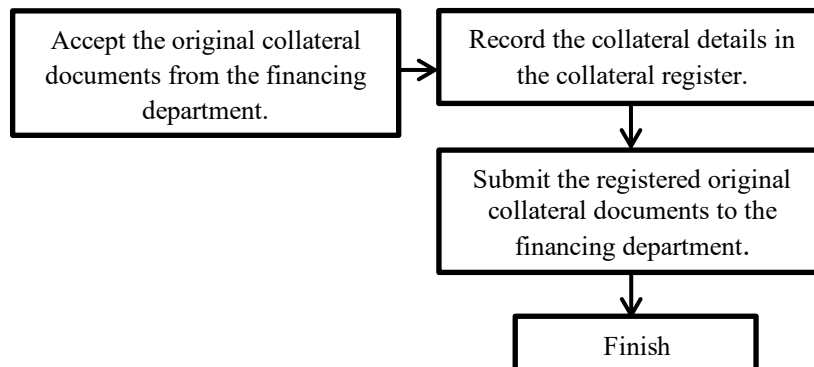 Accept the original collateral
documents from the financing
department.
Record the collateral details in
the collateral register.
Submit the registered original
collateral documents to the
financing department.
Finish